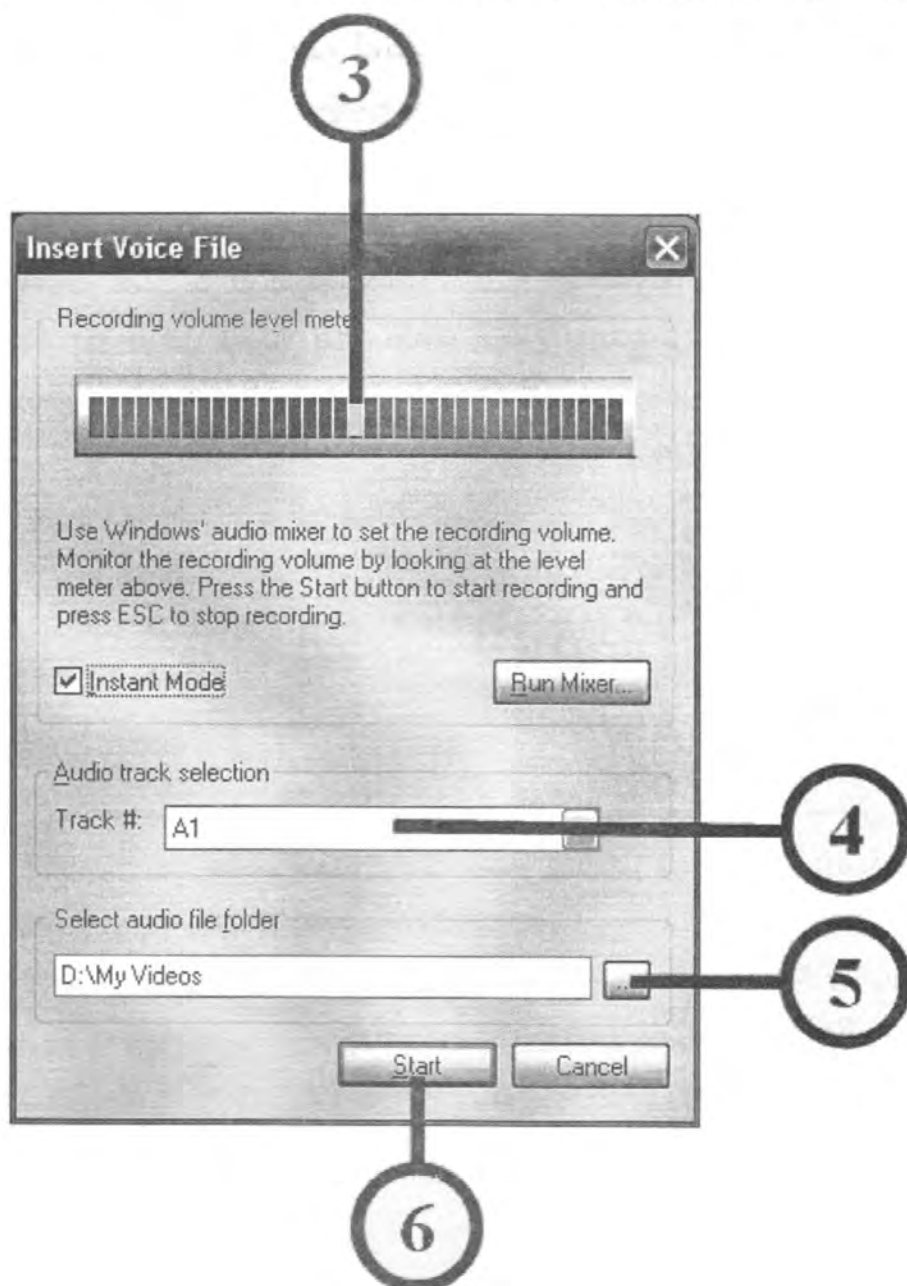 3
Insert Voice File
Recording volume level mete
Use Windows' audio mixer to set the recording volume.
Monitor the recording volume by looking at the level
meter above. Press the Start button to start recording and
press ESC to stop recording.
Instant Mode
Run Mixer...
Audio track selection
Track #: A1
4
Select audio file folder
D:\My Videos
...
5
Start Cancel
6